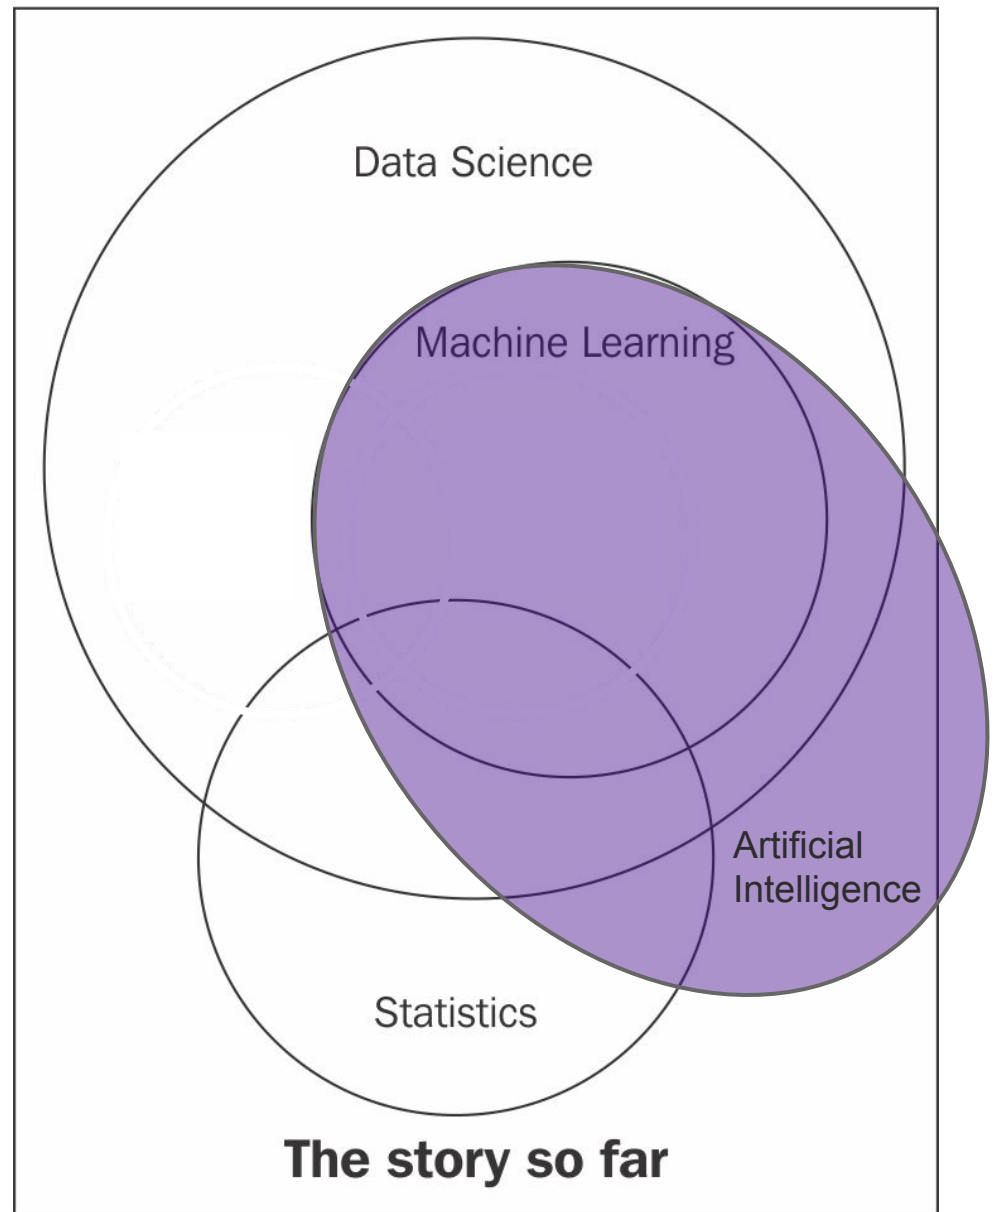 Data Science
Machine Learning
Artificial
Intelligence
Statistics
The story so far